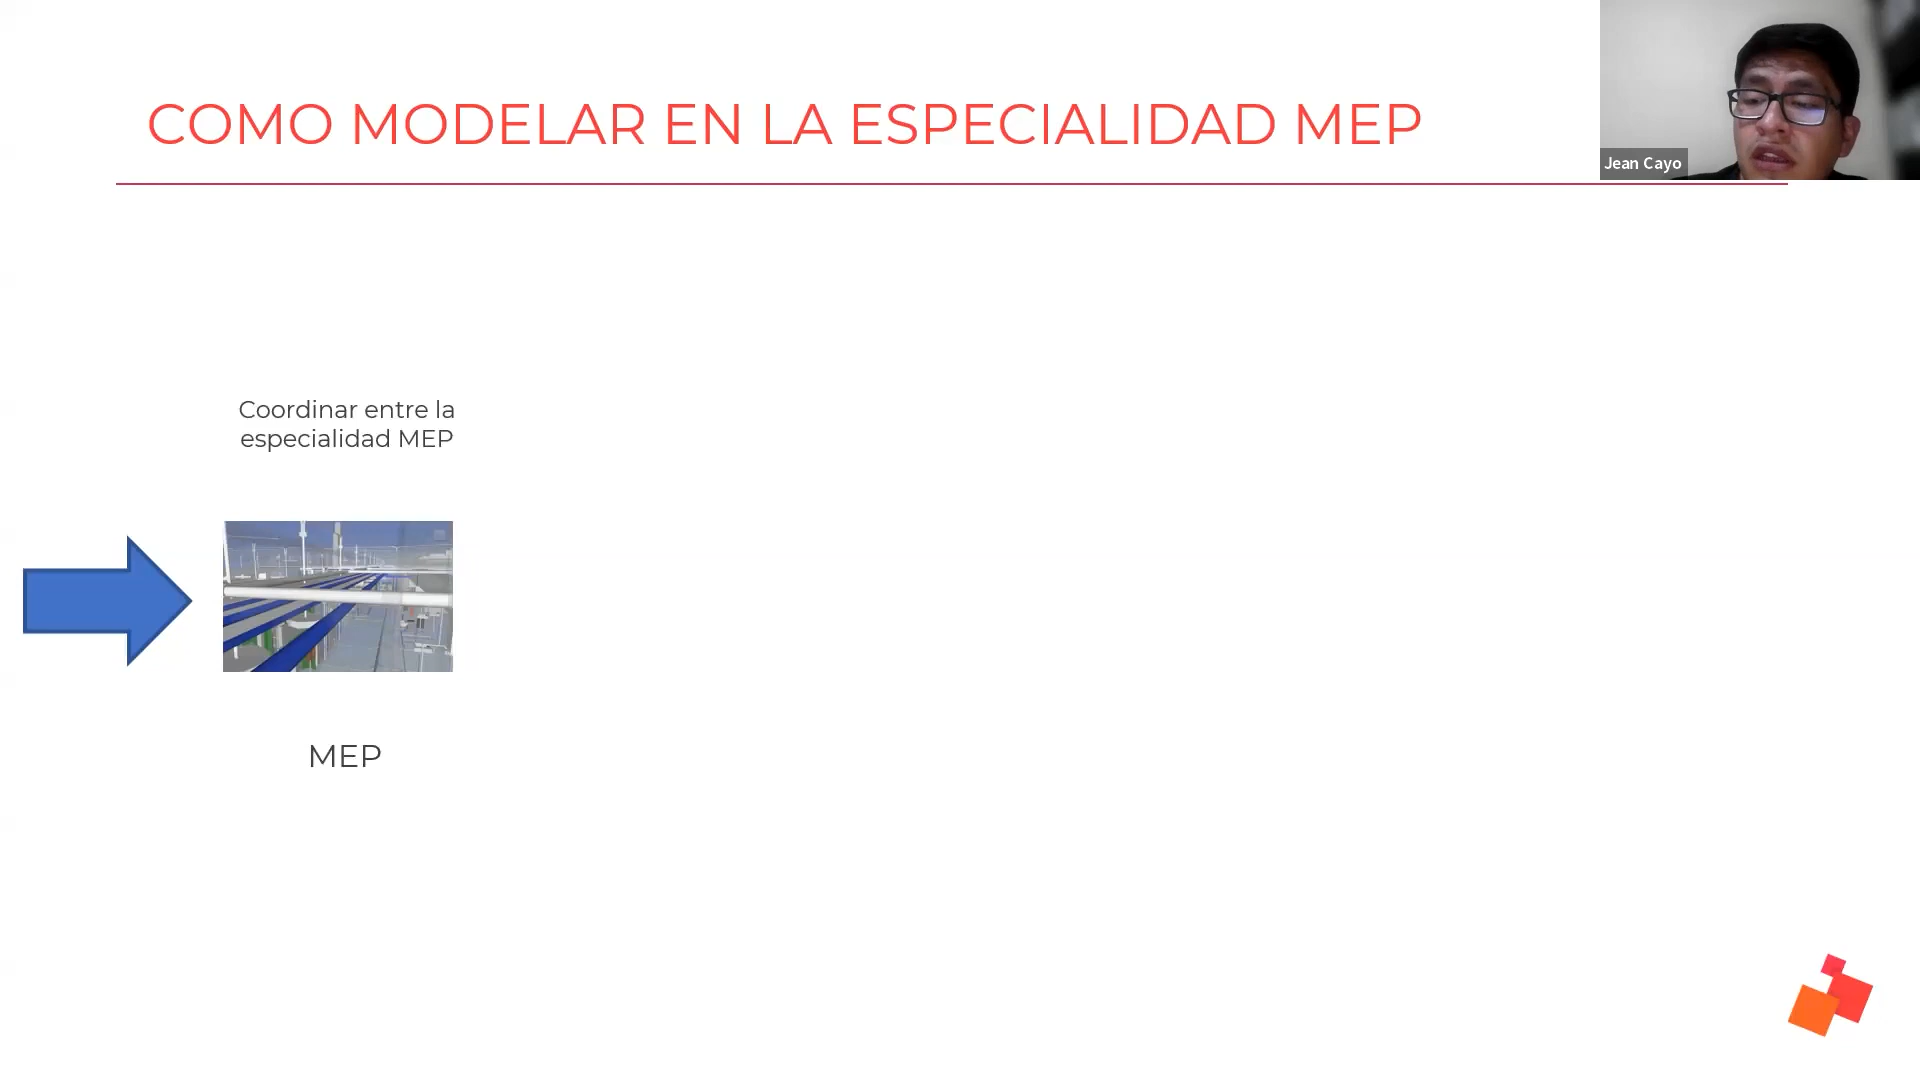 COMO MODELAR EN LA ESPECIALIDAD MEP
Jean Cayo
Coordinar entre la
especialidad MEP
MEP